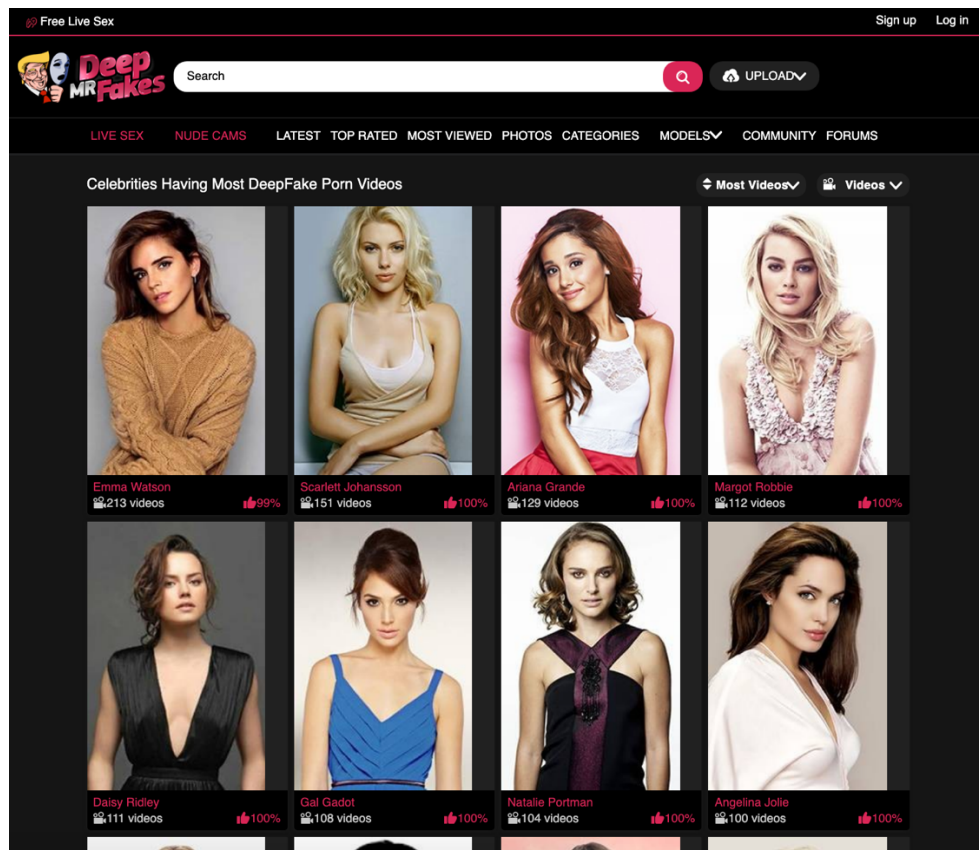 Free Live Sex Sign up Log in
Deep
MR Fakes
Search UPLOAD
LIVE SEX NUDE CAMS LATEST TOP RATED MOST VIEWED PHOTOS CATEGORIES MODELS COMMUNITY FORUMS
Celebrities Having Most DeepFake Porn Videos Most Videos Videos
Emma Watson Scarlett Johansson Ariana Grande Margot Robbie
213 videos 99% 151 videos 100% 129 videos 100% 112 videos 100%
Daisy Ridley Gal Gadot Natalie Portman Angelina Jolie
111 videos 100% 108 videos 100% 104 videos 100% 100 videos 100%